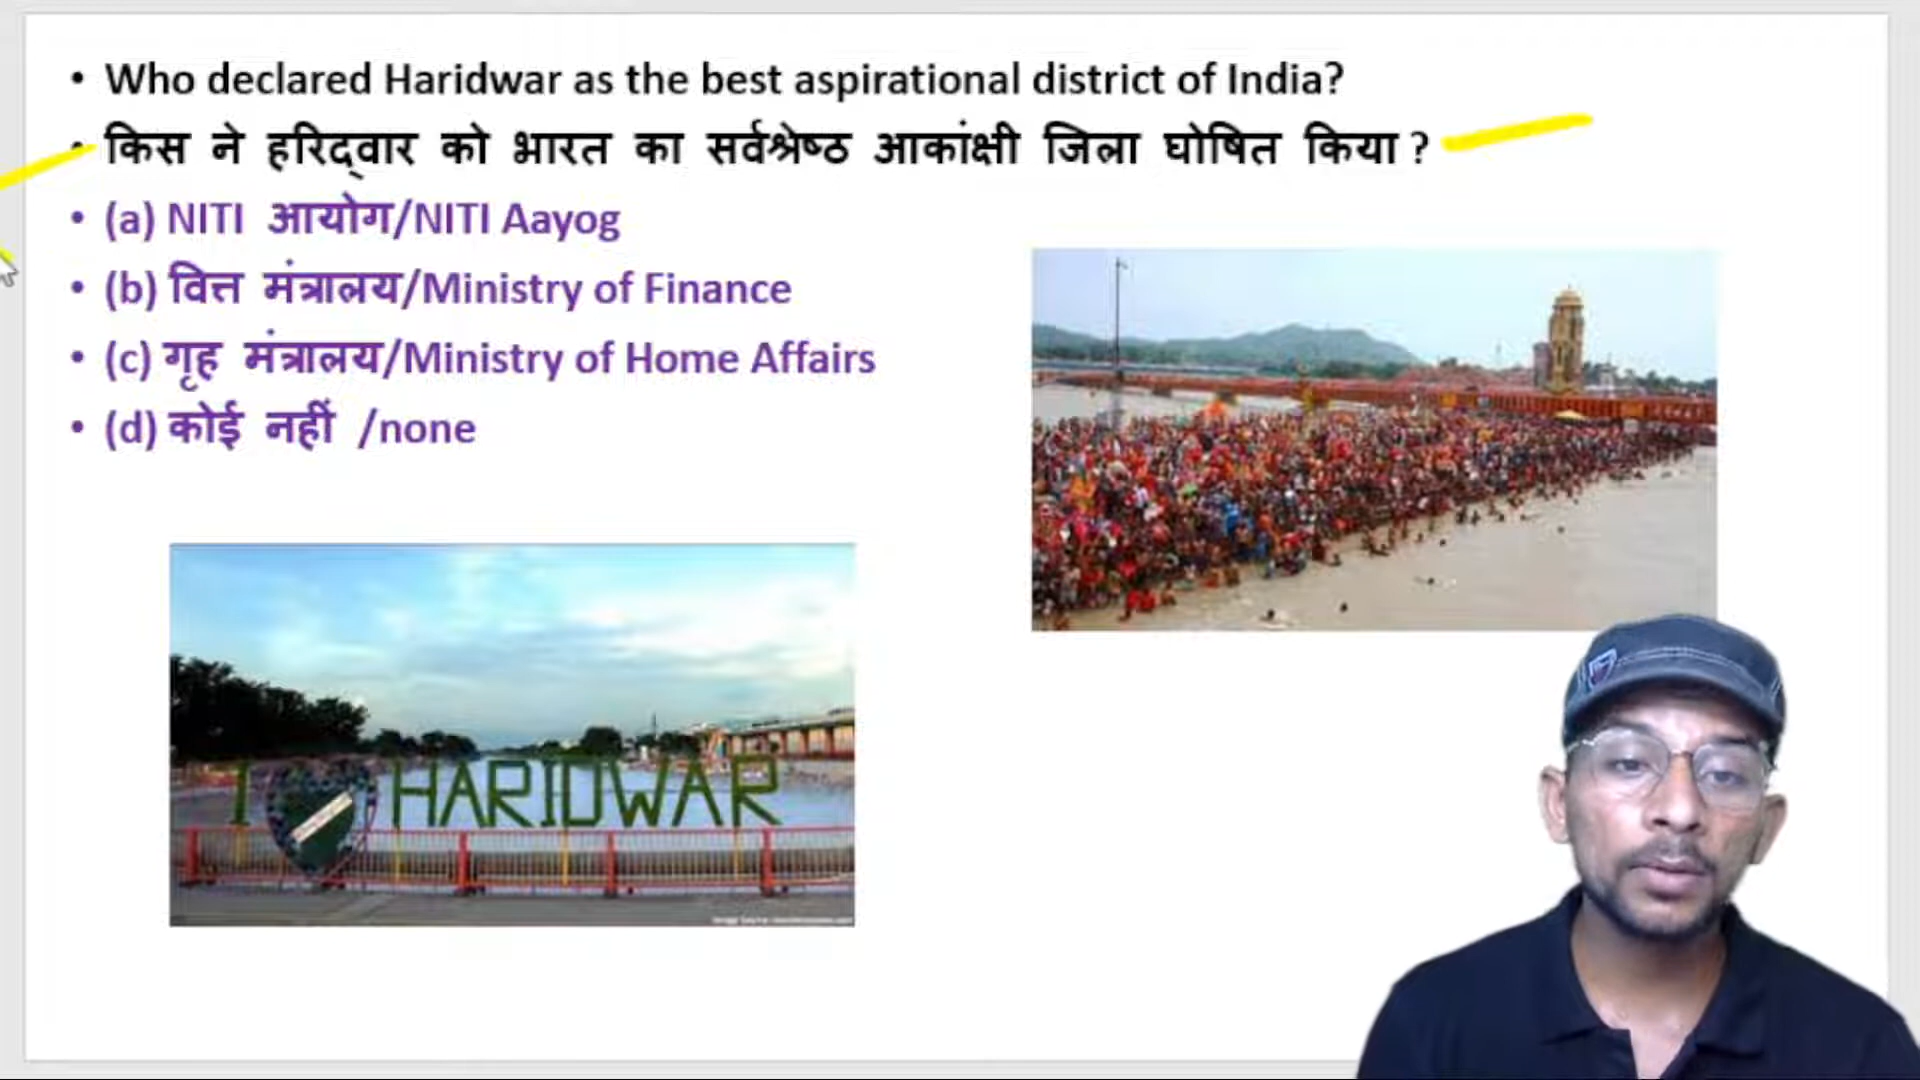 • Who declared Haridwar as the best aspirational district of India?
• किस ने हरिद्वार को भारत का सर्वश्रेष्ठ आकांक्षी जिला घोषित किया ?
• (a) NITI आयोग/NITI Aayog
• (b) वित्त मंत्रालय/Ministry of Finance
• (c) गृह मंत्रालय/Ministry of Home Affairs
• (d) कोई नहीं /none
I HARIDWAR